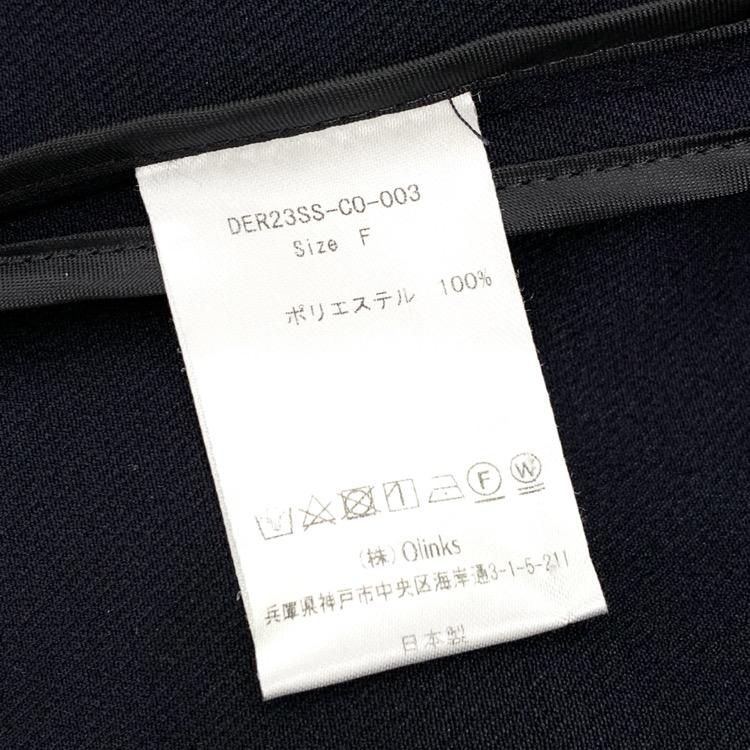 DER23SS-CO-003
Size F
ポリエステル 100%
F W
(株) Olinks
兵庫県神戸市中央区海岸通3-1-5-211
日本製